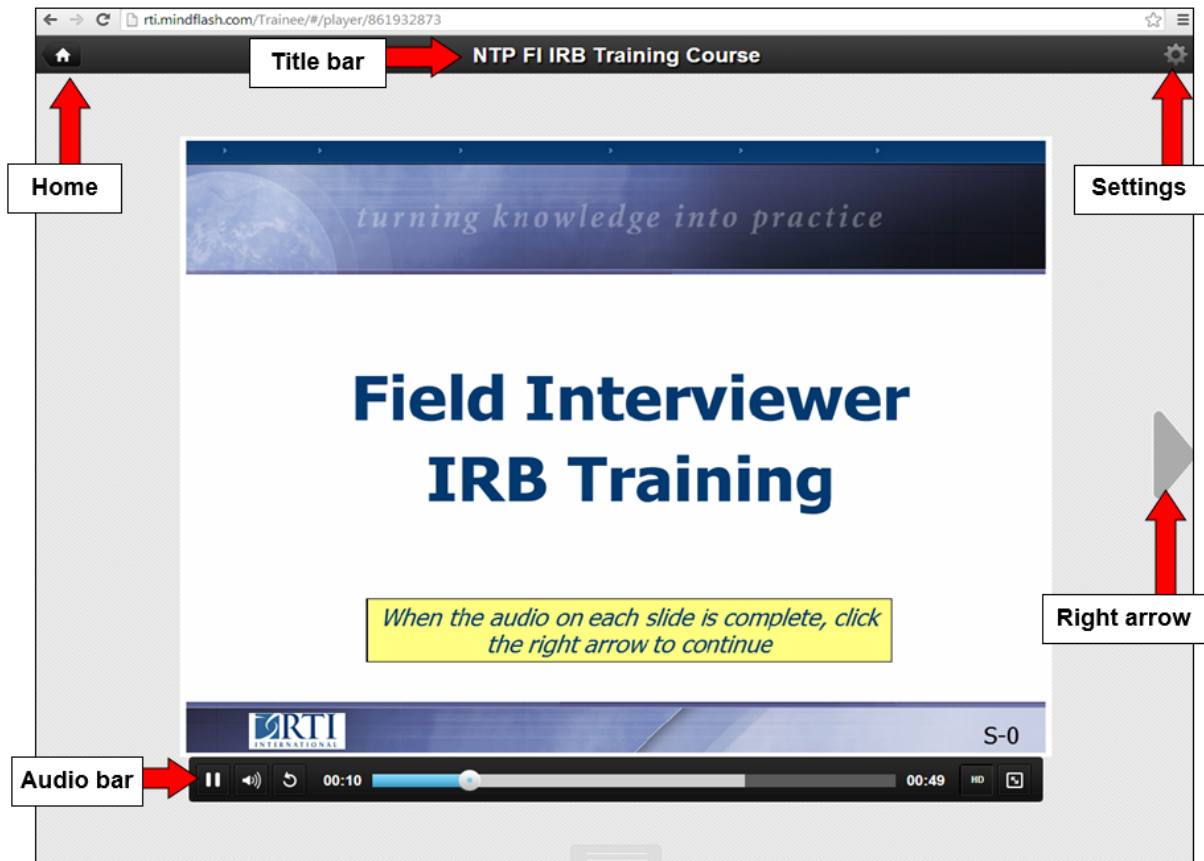 rti.mindflash.com/Trainee/#/player/861932873
Title bar
NTP FI IRB Training Course
Home
Settings
turning knowledge into practice
Field Interviewer
IRB Training
Right arrow
When the audio on each slide is complete, click
the right arrow to continue
RTI
INTERNATIONAL
S-0
Audio bar
00:10
00:49
HD